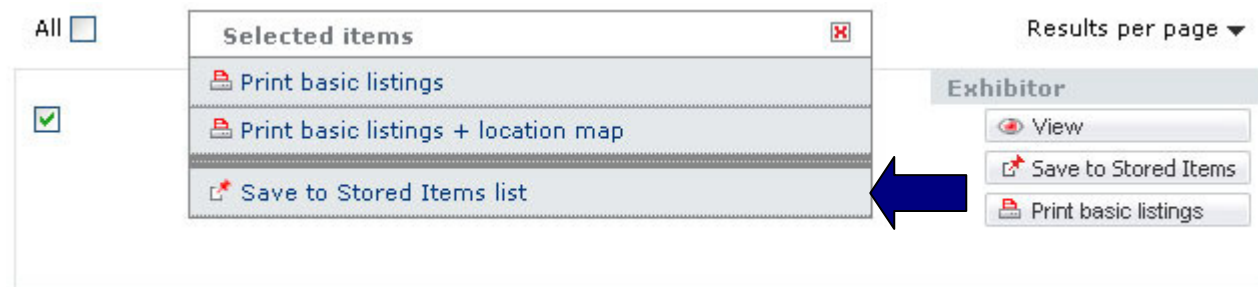 All
Selected items
Results per page
Print basic listings
Exhibitor
Print basic listings + location map
View
Save to Stored Items list
Save to Stored Items
Print basic listings